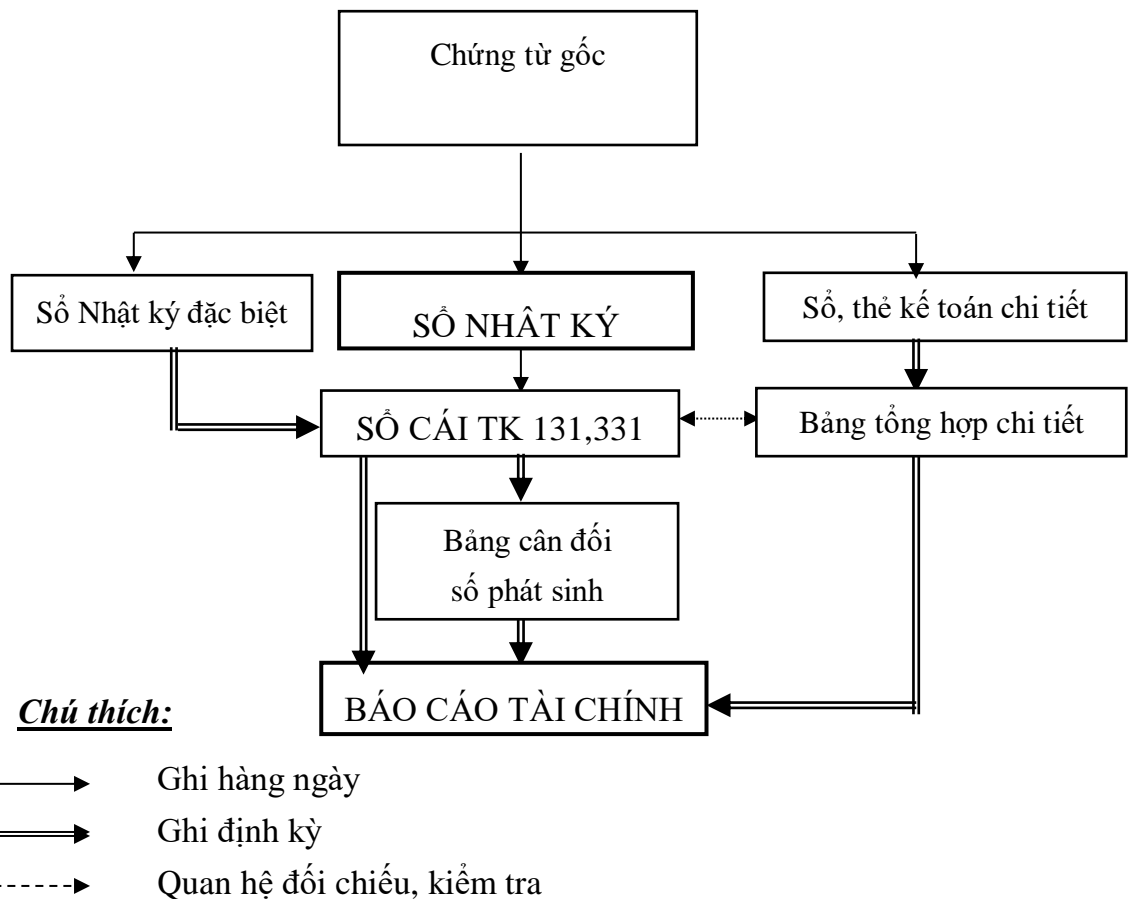 Chứng từ gốc
Sổ Nhật ký đặc biệt
SỔ NHÂT KÝ
Sổ, thẻ kế toán chi tiết
SỔ CÁI TK 131,331
Bảng tổng hợp chi tiết
Bảng cân đối
số phát sinh
BÁO CÁO TÀI CHÍNH
Chú thích:
Ghi hàng ngày
Ghi định kỳ
Quan hệ đối chiếu, kiểm tra